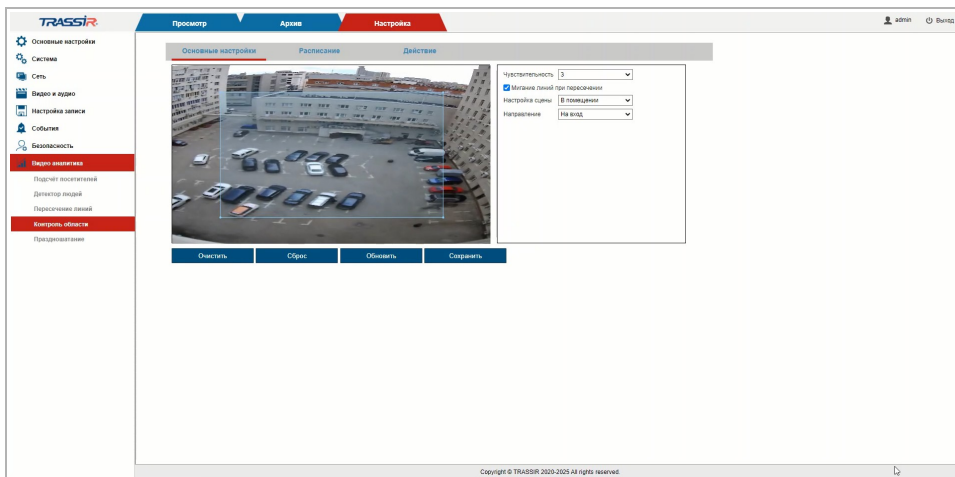 TRASSIR
Просмотр
Архив
Настройка
admin
Выход
Основные настройки
Система
Сеть
Видео и аудио
Настройка записи
События
Безопасность
Видео аналитика
Подсчёт посетителей
Детектор людей
Пересечение линий
Контроль области
Праздношатание
Основные настройки
Расписание
Действие
Чувствительность 3
Мигание линий при пересечении
Настройка сцены В помещении
Направление На вход
Очистить
Сброс
Обновить
Сохранить
Copyright © TRASSIR 2020-2025 All rights reserved.